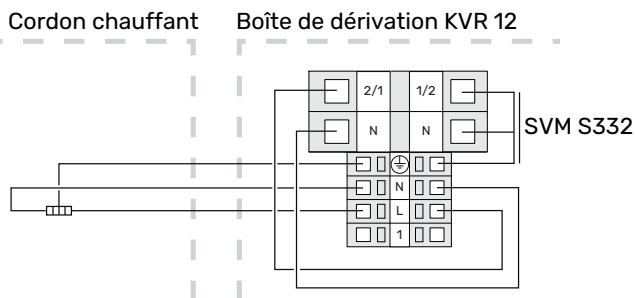 Cordon chauffant
Boîte de dérivation KVR 12
2/1 1/2
N N
SVM S332
N
L
1